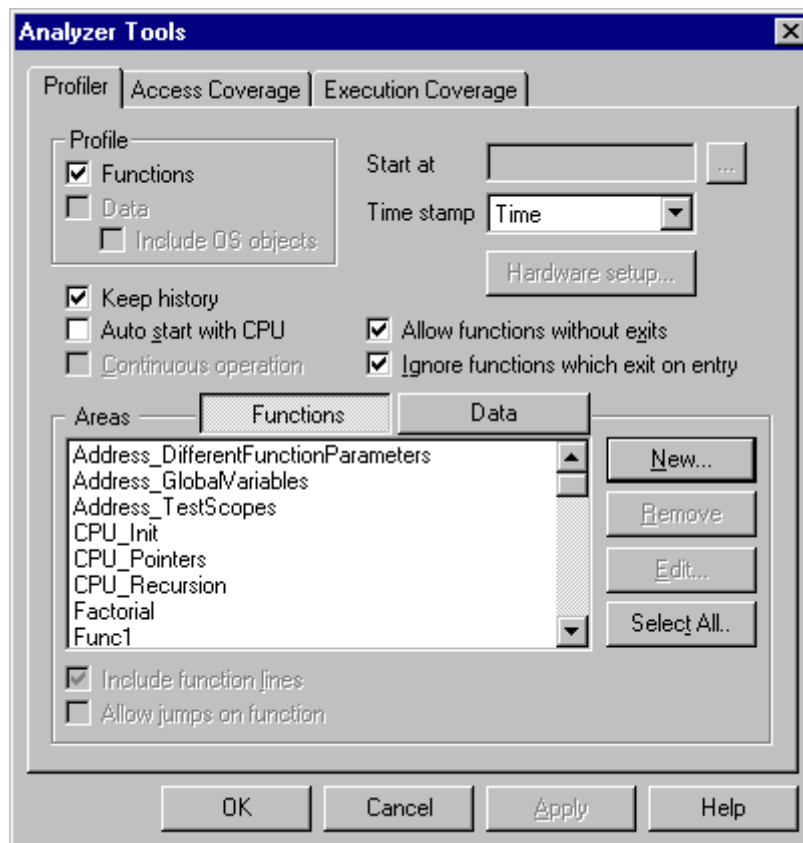 Analyzer Tools
Profiler
Access Coverage
Execution Coverage
Profile
Functions
Data
Include OS objects
Start at
...
Time stamp
Time
Hardware setup...
Keep history
Auto start with CPU
Continuous operation
Allow functions without exits
Ignore functions which exit on entry
Areas
Functions
Data
Address_DifferentFunctionParameters
Address_GlobalVariables
Address_TestScopes
CPU_Init
CPU_Pointers
CPU_Recursion
Factorial
Func1
New...
Remove
Edit...
Select All..
Include function lines
Allow jumps on function
OK
Cancel
Apply
Help